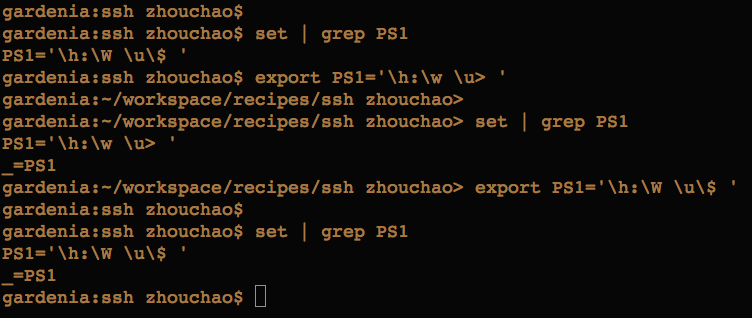 gardenia:ssh zhouchao$
gardenia:ssh zhouchao$ set | grep PS1
PS1='\h:\W \u\$ '
gardenia:ssh zhouchao$ export PS1='\h:\w \u> '
gardenia:~/workspace/recipes/ssh zhouchao>
gardenia:~/workspace/recipes/ssh zhouchao> set | grep PS1
PS1='\h:\w \u> '
_=PS1
gardenia:~/workspace/recipes/ssh zhouchao> export PS1='\h:\W \u\$ '
gardenia:ssh zhouchao$
gardenia:ssh zhouchao$ set | grep PS1
PS1='\h:\W \u\$ '
_=PS1
gardenia:ssh zhouchao$